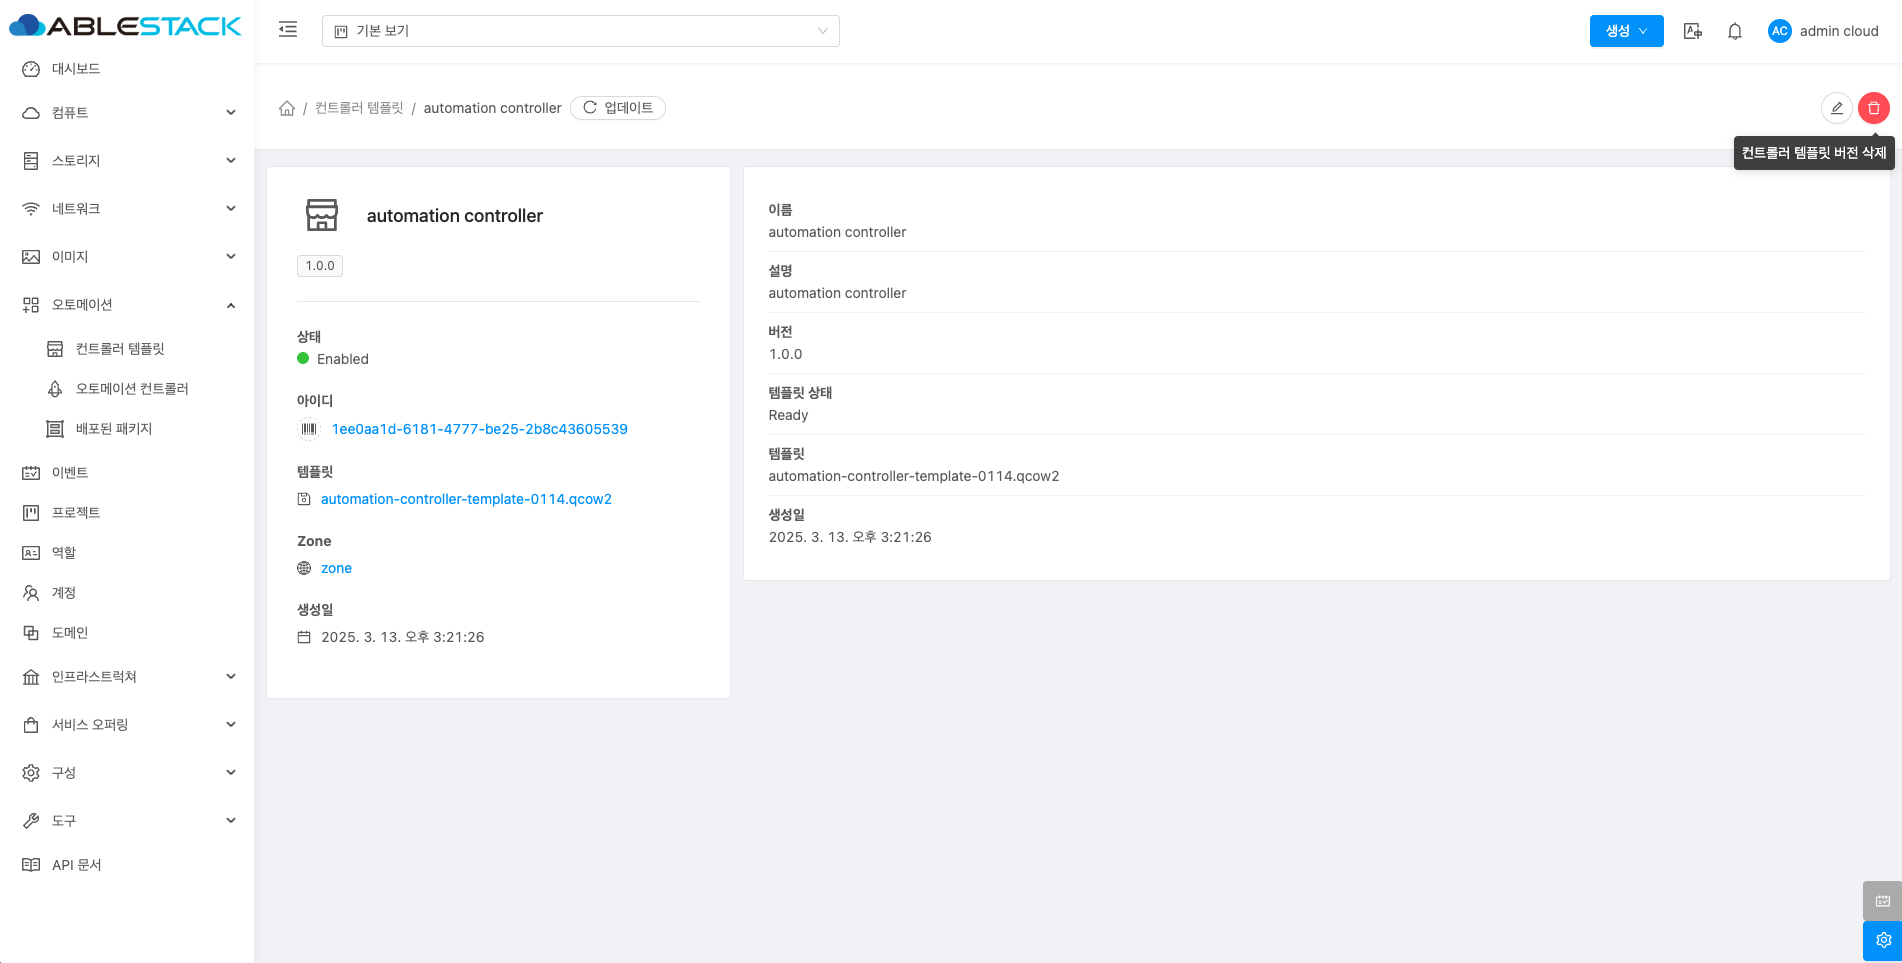 ABLESTACK
기본 보기
생성
AC
admin cloud
대시보드
컴퓨트
스토리지
네트워크
이미지
오토메이션
컨트롤러 템플릿
오토메이션 컨트롤러
배포된 패키지
이벤트
프로젝트
역할
계정
도메인
인프라스트럭쳐
서비스 오퍼링
구성
도구
API 문서
/ 컨트롤러 템플릿 / automation controller
업데이트
컨트롤러 템플릿 버전 삭제
automation controller
1.0.0
상태
Enabled
아이디
1ee0aa1d-6181-4777-be25-2b8c43605539
템플릿
automation-controller-template-0114.qcow2
Zone
zone
생성일
2025. 3. 13. 오후 3:21:26
이름
automation controller
설명
automation controller
버전
1.0.0
템플릿 상태
Ready
템플릿
automation-controller-template-0114.qcow2
생성일
2025. 3. 13. 오후 3:21:26